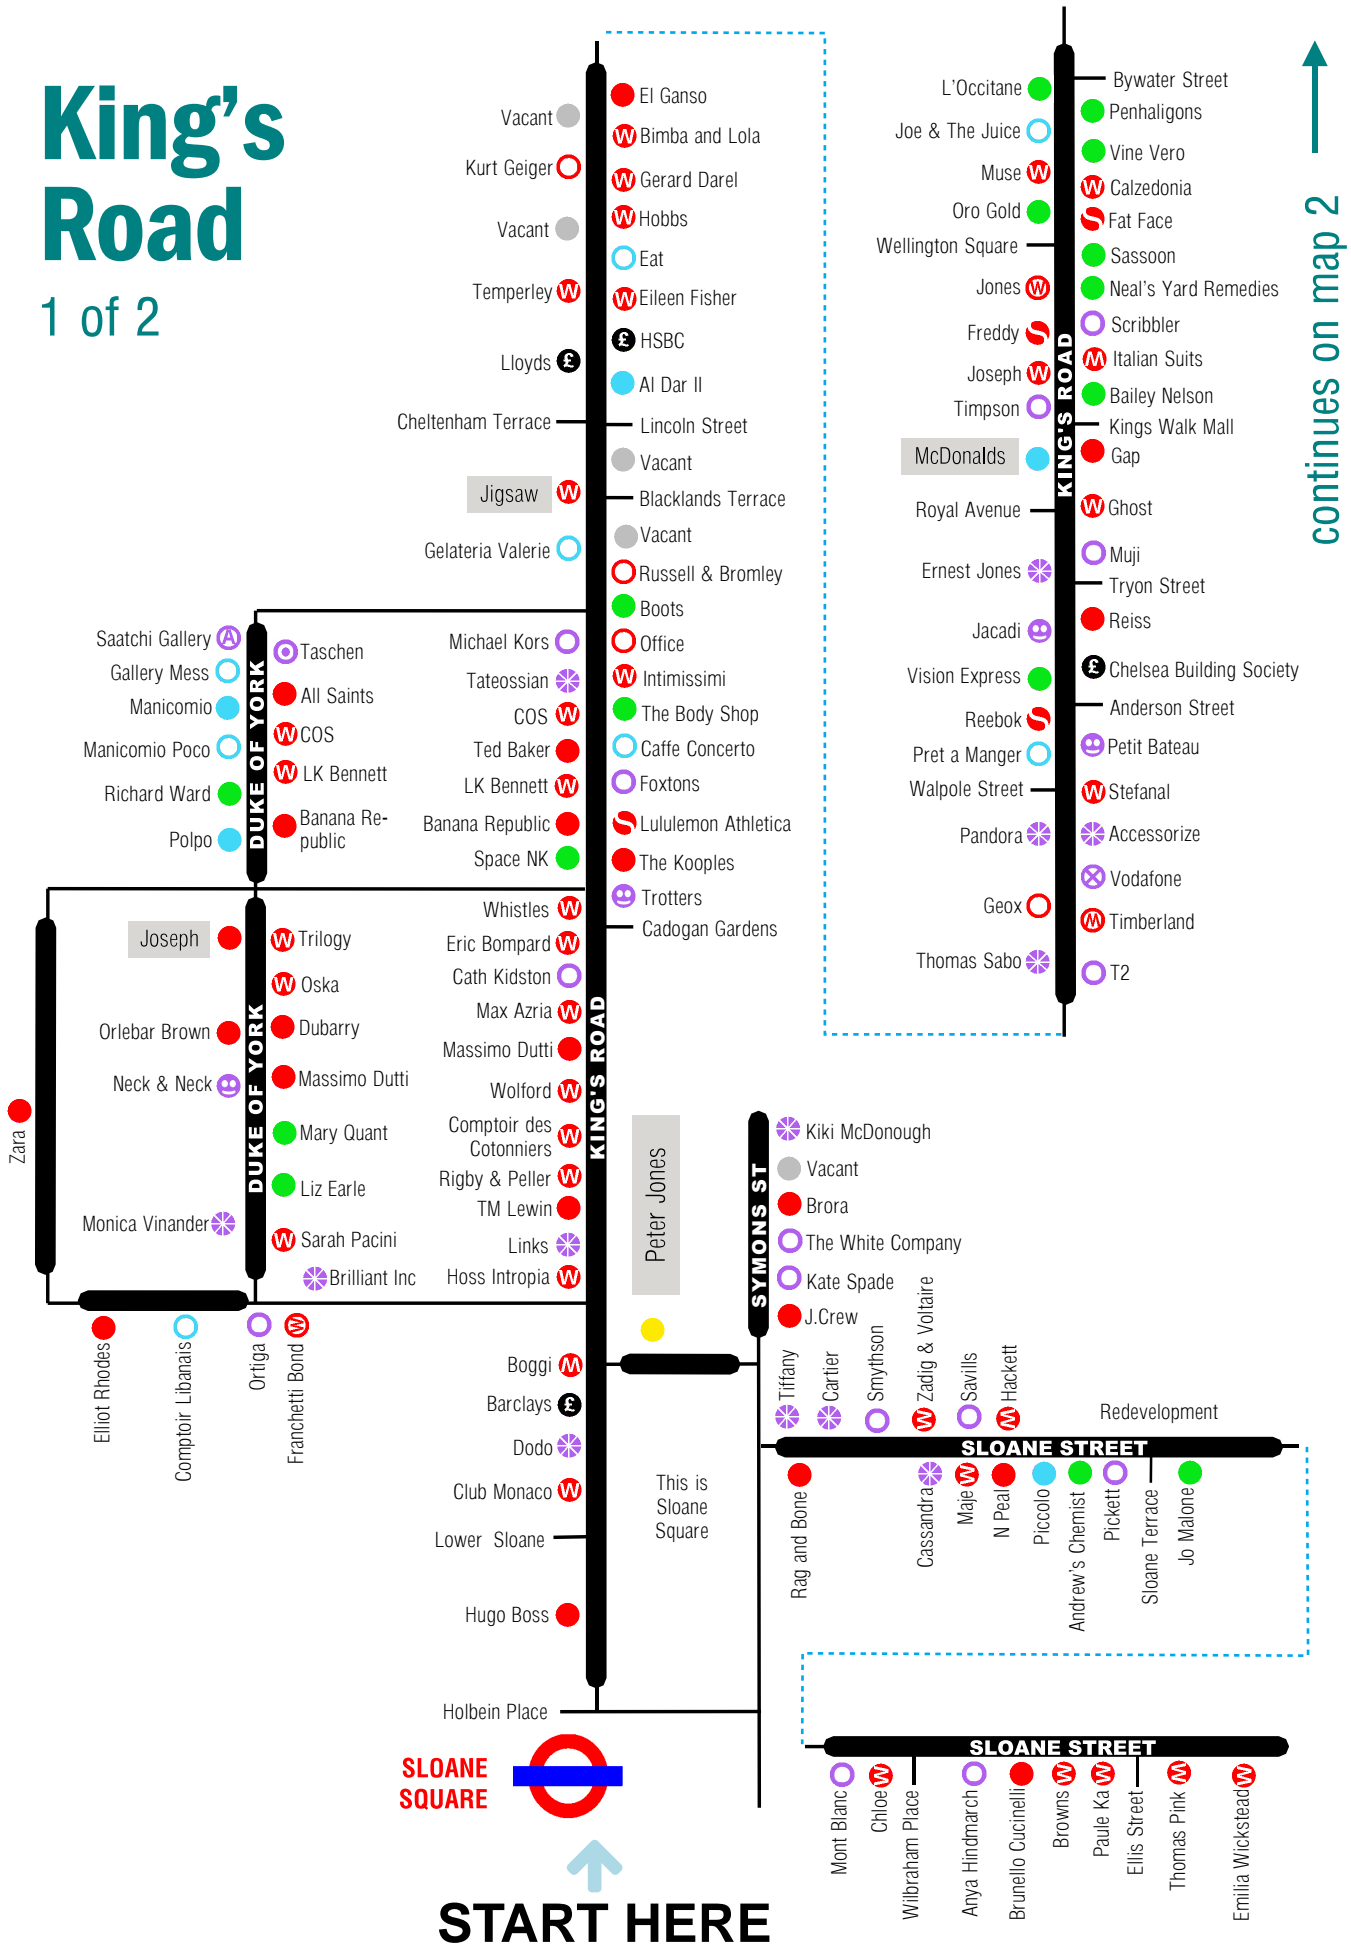 King's
Road
1 of 2
Vacant
Kurt Geiger
Vacant
Temperley
Lloyds
£
Cheltenham Terrace
Jigsaw
Gelateria Valerie
Michael Kors
Tateossian
COS
Ted Baker
LK Bennett
Banana Republic
Space NK
Whistles
Eric Bompard
Cath Kidston
Max Azria
Massimo Dutti
Wolford
Comptoir des
Cotonniers
Rigby & Peller
TM Lewin
Links
Hoss Intropia
Boggi
Barclays
£
Dodo
Club Monaco
Lower Sloane
Hugo Boss
Holbein Place
KING'S ROAD
El Ganso
Bimba and Lola
Gerard Darel
Hobbs
Eat
Eileen Fisher
£
HSBC
Al Dar II
Lincoln Street
Vacant
Blacklands Terrace
Vacant
Russell & Bromley
Boots
Office
Intimissimi
The Body Shop
Caffe Concerto
Foxtons
Lululemon Athletica
The Kooples
Trotters
Cadogan Gardens
Saatchi Gallery
A
Gallery Mess
Manicomio
Manicomio Poco
Richard Ward
Polpo
DUKE OF YORK
Taschen
All Saints
COS
LK Bennett
Banana Re-
public
Joseph
Orlebar Brown
Neck & Neck
Monica Vinander
DUKE OF YORK
Trilogy
Oska
Dubarry
Massimo Dutti
Mary Quant
Liz Earle
Sarah Pacini
Brilliant Inc
Zara
Elliot Rhodes
Comptoir Libanais
Ortiga
Franchetti Bond
L'Occitane
Joe & The Juice
Muse
Oro Gold
Wellington Square
Jones
Freddy
Joseph
Timpson
McDonalds
Royal Avenue
Ernest Jones
Jacadi
Vision Express
Reebok
Pret a Manger
Walpole Street
Pandora
Geox
Thomas Sabo
KING'S ROAD
Bywater Street
Penhaligons
Vine Vero
Calzedonia
Fat Face
Sassoon
Neal's Yard Remedies
Scribbler
Italian Suits
Bailey Nelson
Kings Walk Mall
Gap
Ghost
Muji
Tryon Street
Reiss
£
Chelsea Building Society
Anderson Street
Petit Bateau
Stefanal
Accessorize
Vodafone
Timberland
T2
continues on map 2
Peter Jones
SYMONS ST
Kiki McDonough
Vacant
Brora
The White Company
Kate Spade
J.Crew
Tiffany
Cartier
Smythson
Zadig & Voltaire
Savills
Hackett
Redevelopment
SLOANE STREET
Rag and Bone
Cassandra
Maje
N Peal
Piccolo
Andrew's Chemist
Pickett
Sloane Terrace
Jo Malone
This is
Sloane
Square
SLOANE STREET
Mont Blanc
Chloe
Wilbraham Place
Anya Hindmarch
Brunello Cucinelli
Browns
Paule Ka
Ellis Street
Thomas Pink
Emilia Wickstead
SLOANE
SQUARE
START HERE